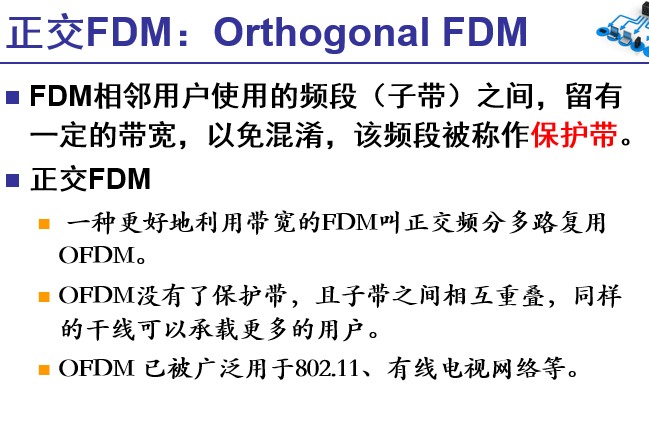 正交FDM：Orthogonal FDM
FDM相邻用户使用的频段（子带）之间，留有
一定的带宽，以免混淆，该频段被称作保护带。
正交FDM
一种更好地利用带宽的FDM叫正交频分多路复用
OFDM。
OFDM没有了保护带，且子带之间相互重叠，同样
的干线可以承载更多的用户。
OFDM 已被广泛用于802.11、有线电视网络等。